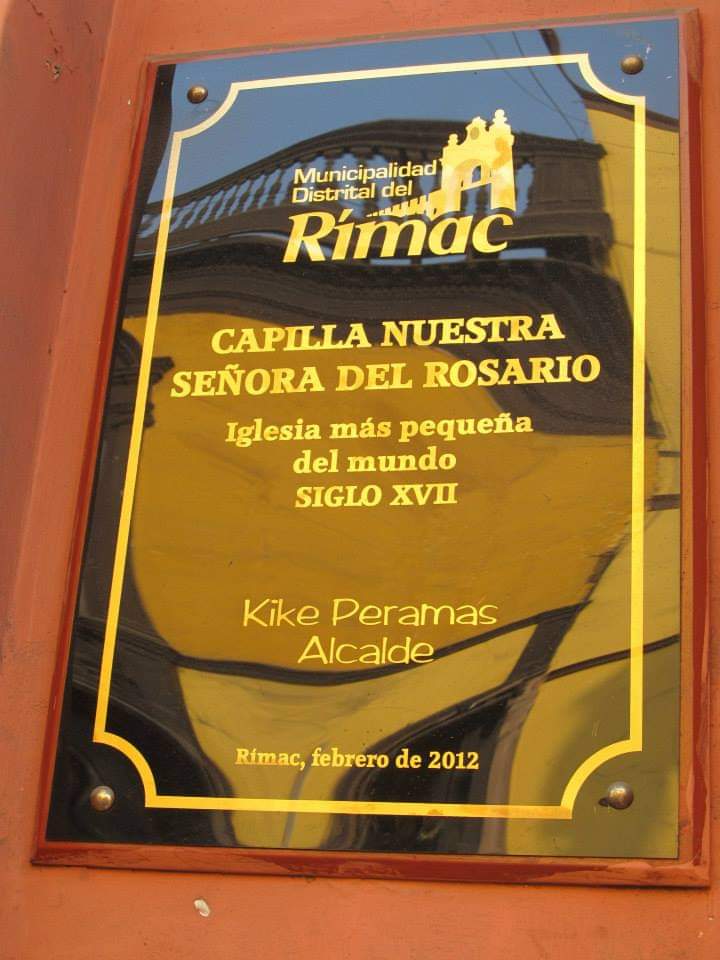 Municipalidad
Distrital del
Rímac
CAPILLA NUESTRA
SEÑORA DEL ROSARIO
Iglesia más pequeña
del mundo
SIGLO XVII
Kike Peramas
Alcalde
Rímac, febrero de 2012